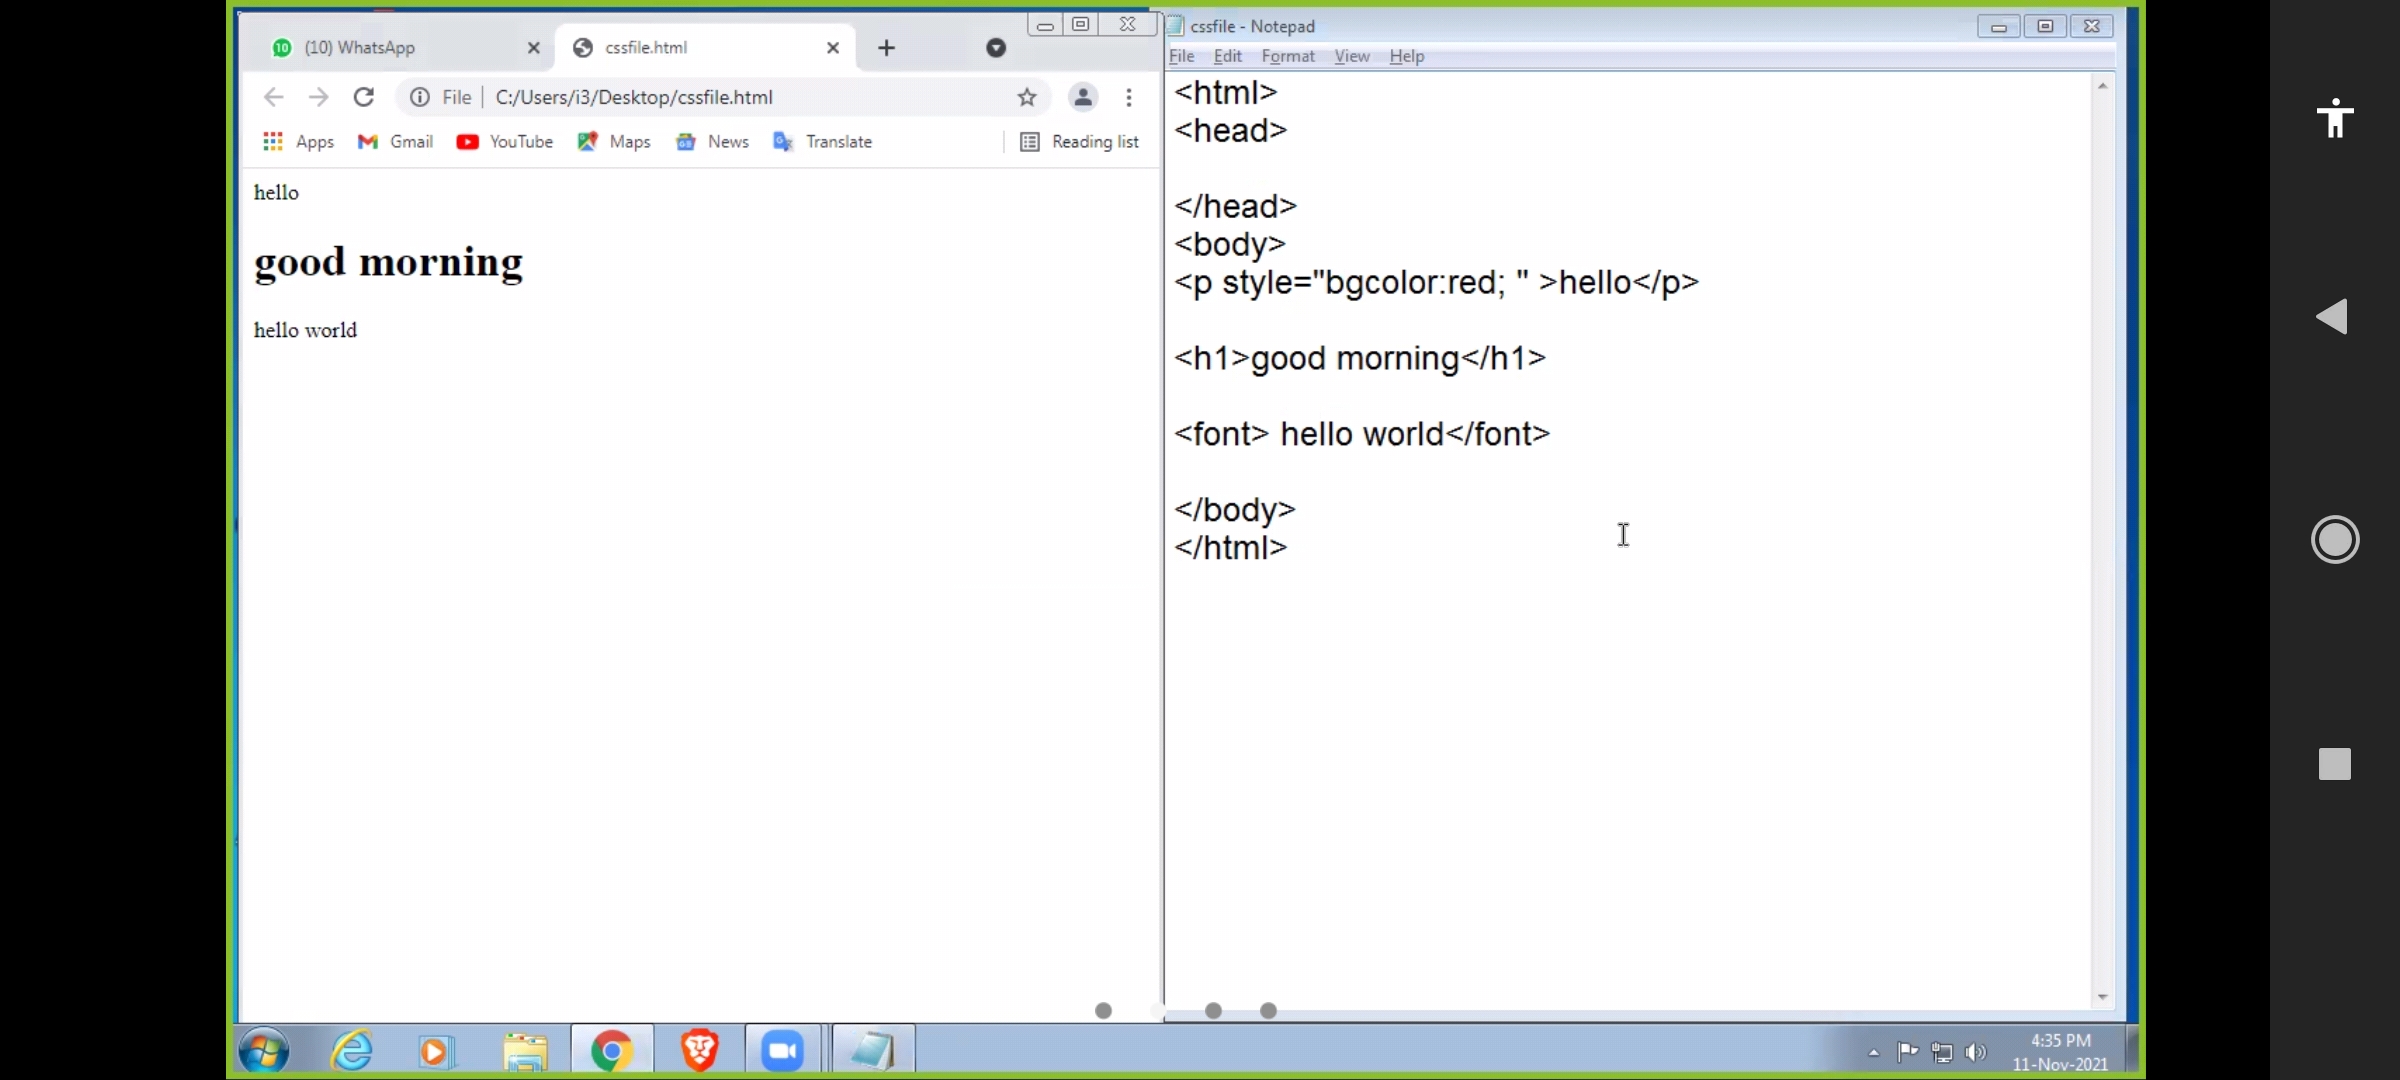 (10) WhatsApp
cssfile.html
File
C:/Users/i3/Desktop/cssfile.html
Apps
Gmail
YouTube
Maps
News
Translate
Reading list
hello
good morning
hello world
cssfile - Notepad
File Edit Format View Help
<html>
<head>
</head>
<body>
<p style="bgcolor:red; " >hello</p>
<h1>good morning</h1>
<font> hello world</font>
</body>
</html>
4:35 PM
11-Nov-2021